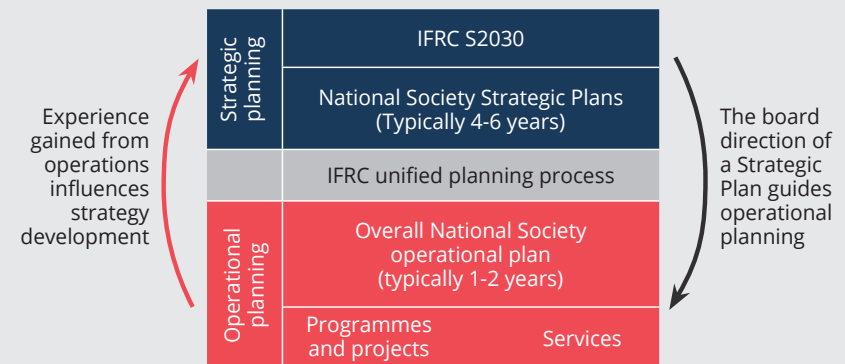 Strategic
planning
IFRC S2030
National Society Strategic Plans
(Typically 4-6 years)
IFRC unified planning process
Operational
planning
Overall National Society
operational plan
(typically 1-2 years)
Programmes
and projects
Services
Experience
gained from
operations
influences
strategy
development
The board
direction of
a Strategic
Plan guides
operational
planning